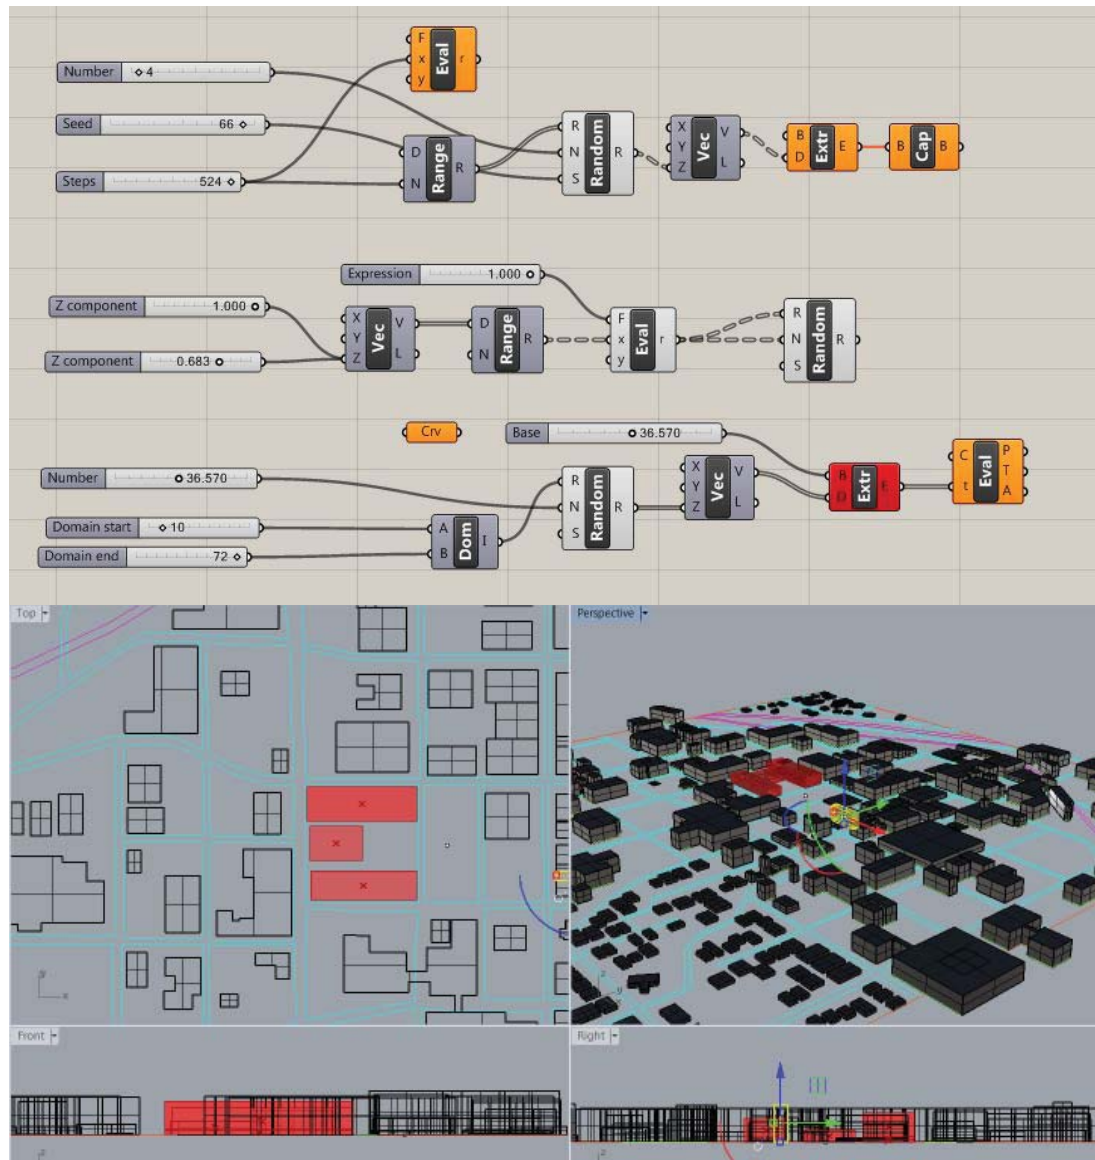 F
x
y
Eval
r
Number 4
Seed 66
Steps 524
D
N
Range
R
R
N
S
Random
R
X
Y
Z
Vec
V
L
B
D
Extr
E
B
Cap
B
Expression 1.000
Z component 1.000
Z component 0.683
X
Y
Z
Vec
V
L
D
N
Range
R
F
x
y
Eval
r
R
N
S
Random
R
Crv
Base 36.570
Number 36.570
Domain start 10
Domain end 72
A
B
Dom
I
R
N
S
Random
R
X
Y
Z
Vec
V
L
B
D
Extr
E
C
t
Eval
P
T
A
Top
Perspective
Front
Right